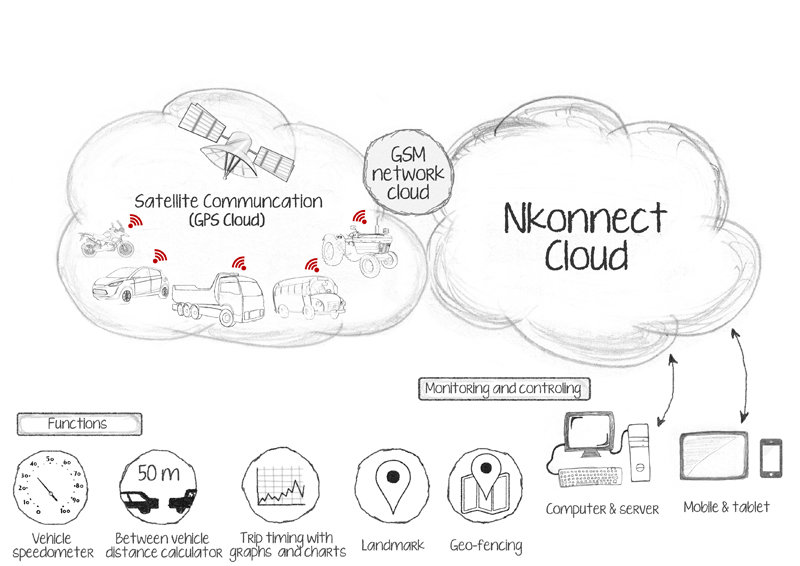 GSM
network
cloud
Satellite Communcation
(GPS Cloud)
Nkonnect
Cloud
Monitoring and controling
Functions
0
10
20
30
40
50
60
70
80
90
100
50 m
Vehicle
speedometer
Between vehicle
distance calculator
Trip timing with
graphs and charts
Landmark
Geo-fencing
Computer & server
Mobile & tablet